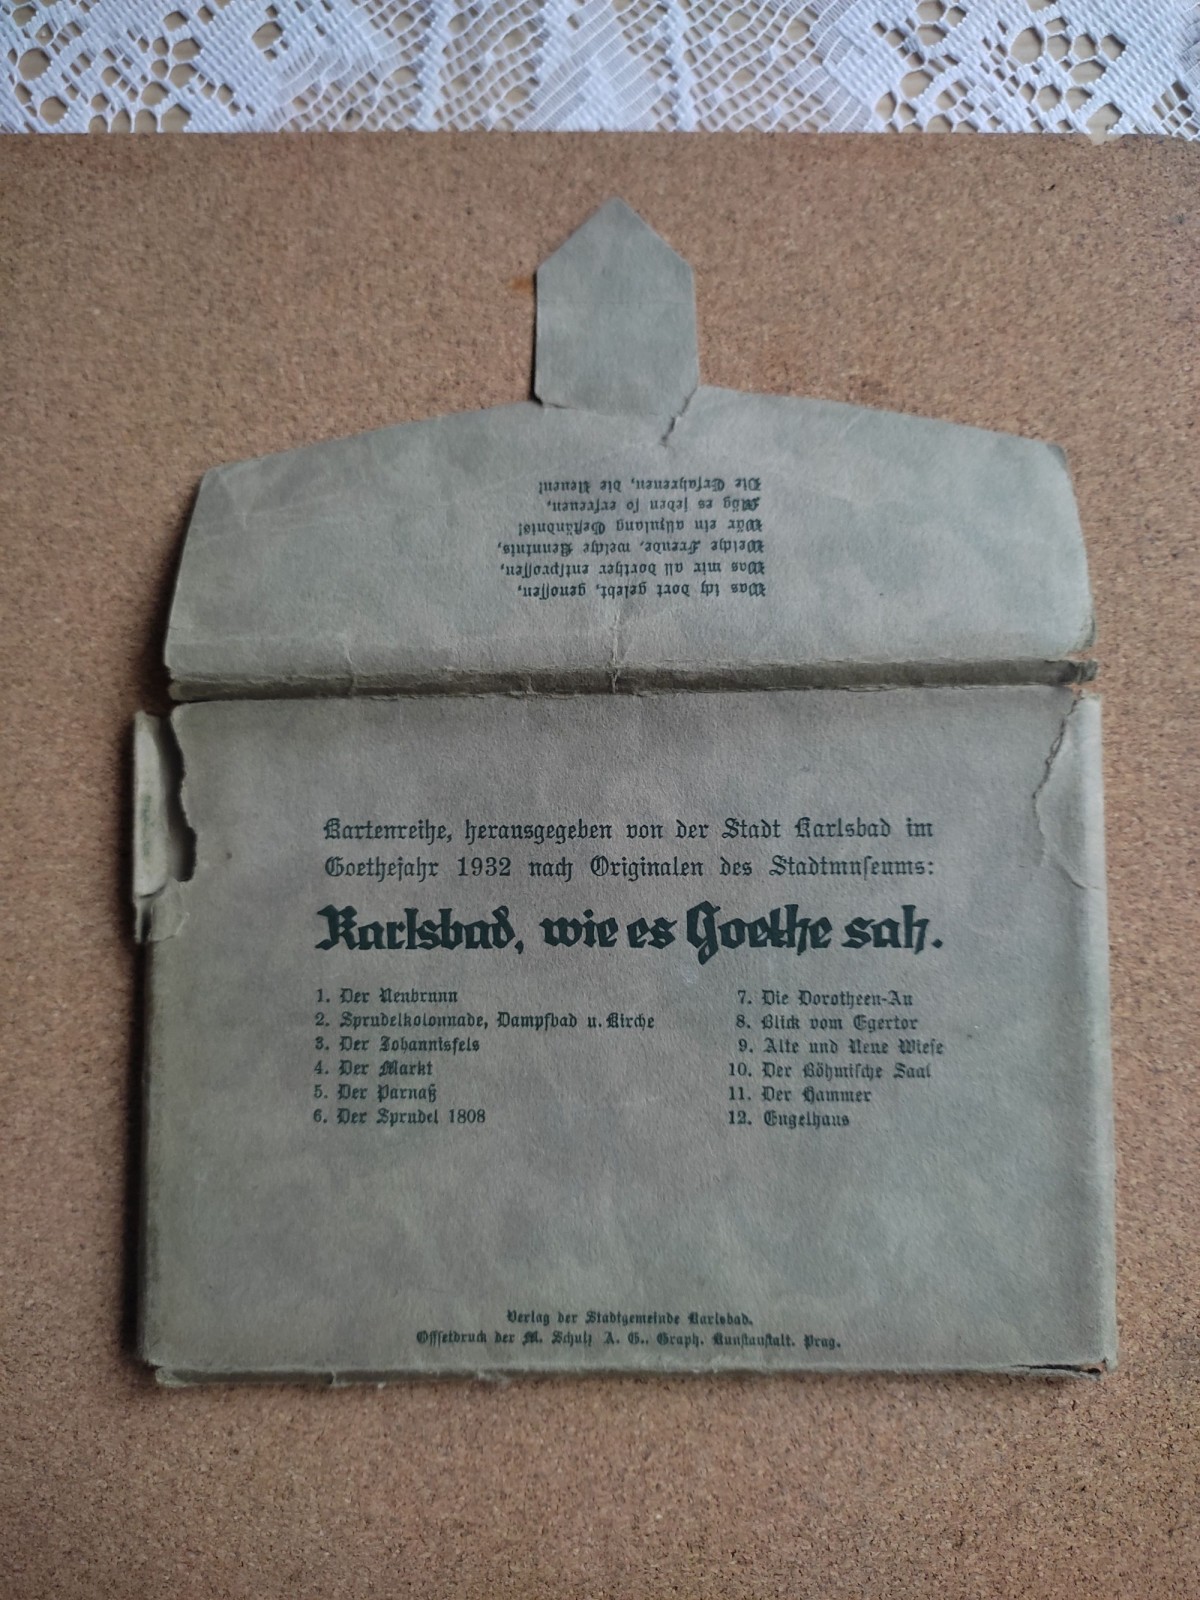 Was ich dort gelebt, genossen,
Was mir all dorther entsprossen,
Welche Freude, welche Kenntnis,
Wär ein allzulang Geständnis!
Mög es jeden so erfreuen,
Die Erfahrenen, die Neuen!
Kartenreihe, herausgegeben von der Stadt Karlsbad im
Goethejahr 1932 nach Originalen des Stadtmuseums:
Karlsbad, wie es Goethe sah.
1. Der Neubrunn
2. Sprudelkolonnade, Dampfbad u. Kirche
3. Der Johannisfels
4. Der Markt
5. Der Parnaß
6. Der Sprudel 1808
7. Die Dorotheen-Au
8. Blick vom Egertor
9. Alte und Neue Wiese
10. Der Böhmische Saal
11. Der Hammer
12. Engelhaus
Verlag der Stadtgemeinde Karlsbad.
Offsetdruck der M. Schulz A. G., Graph. Kunstanstalt. Prag.